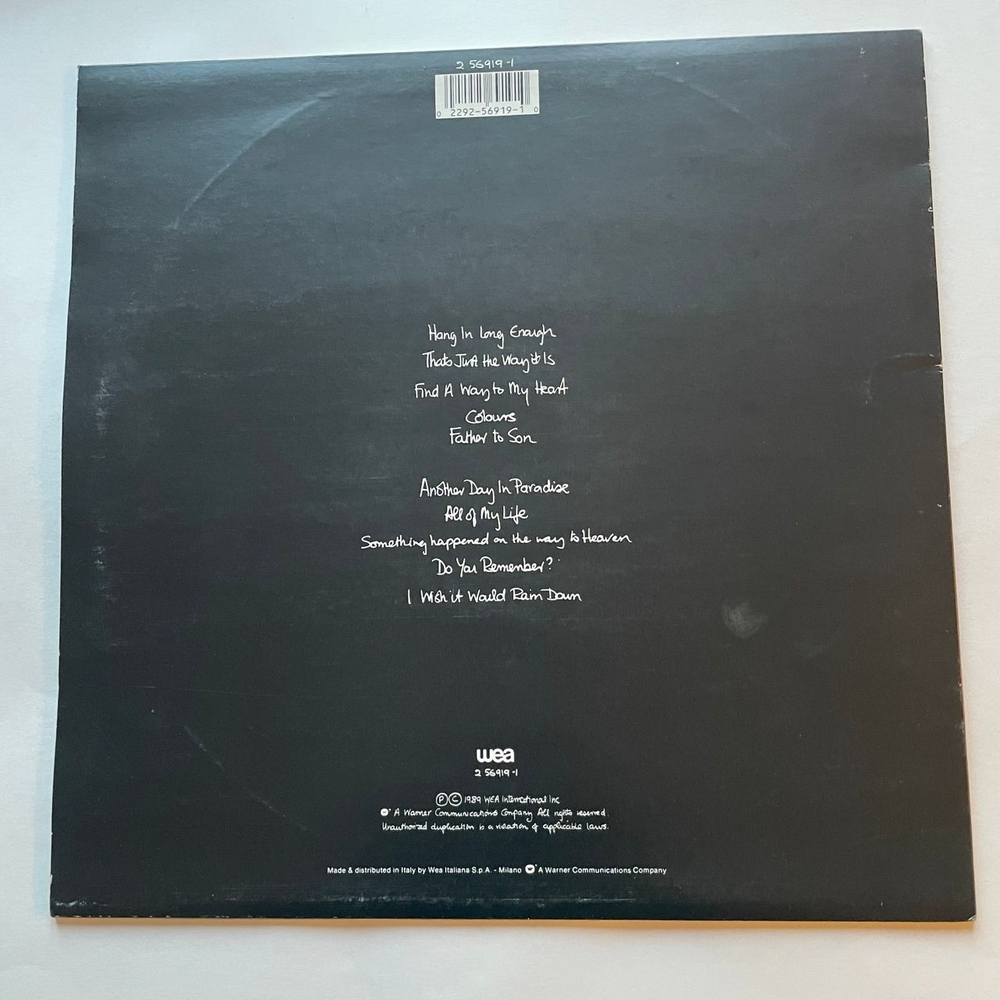 2 56919-1
0 2292-56919-1 0
Hang In Long Enough
Thats Just the Way it Is
Find A Way to My Heart
Colours
Father to Son
Another Day In Paradise
All of My Life
Something happened on the way to Heaven
Do You Remember?
I Wish it Would Rain Down
wea
2 56919-1
Ⓟ Ⓒ 1989 WEA International Inc
A Warner Communications Company All rights reserved.
Unauthorized duplication is a violation of applicable laws.
Made & distributed in Italy by Wea Italiana S.p.A. - Milano A Warner Communications Company